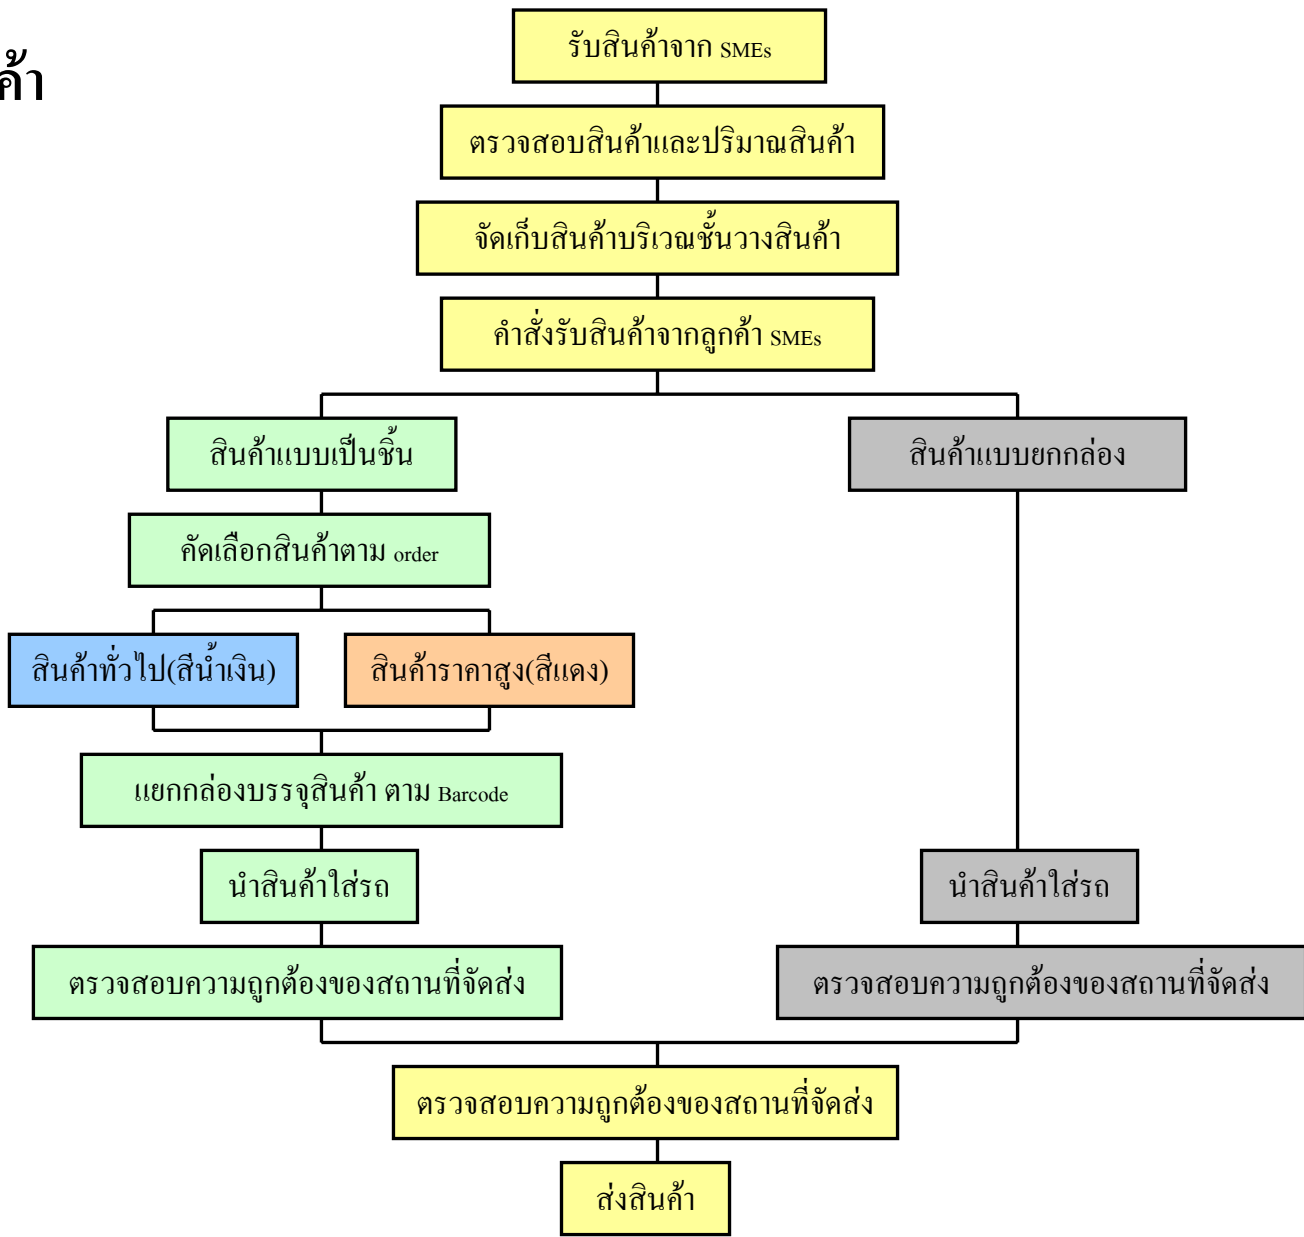 ค้า
รับสินค้าจาก SMEs
ตรวจสอบสินค้าและปริมาณสินค้า
จัดเก็บสินค้าบริเวณชั้นวางสินค้า
คำสั่งรับสินค้าจากลูกค้า SMEs
สินค้าแบบเป็นชิ้น
สินค้าแบบยกกล่อง
คัดเลือกสินค้าตาม order
สินค้าทั่วไป(สีน้ำเงิน)
สินค้าราคาสูง(สีแดง)
แยกกล่องบรรจุสินค้า ตาม Barcode
นำสินค้าใส่รถ
นำสินค้าใส่รถ
ตรวจสอบความถูกต้องของสถานที่จัดส่ง
ตรวจสอบความถูกต้องของสถานที่จัดส่ง
ตรวจสอบความถูกต้องของสถานที่จัดส่ง
ส่งสินค้า